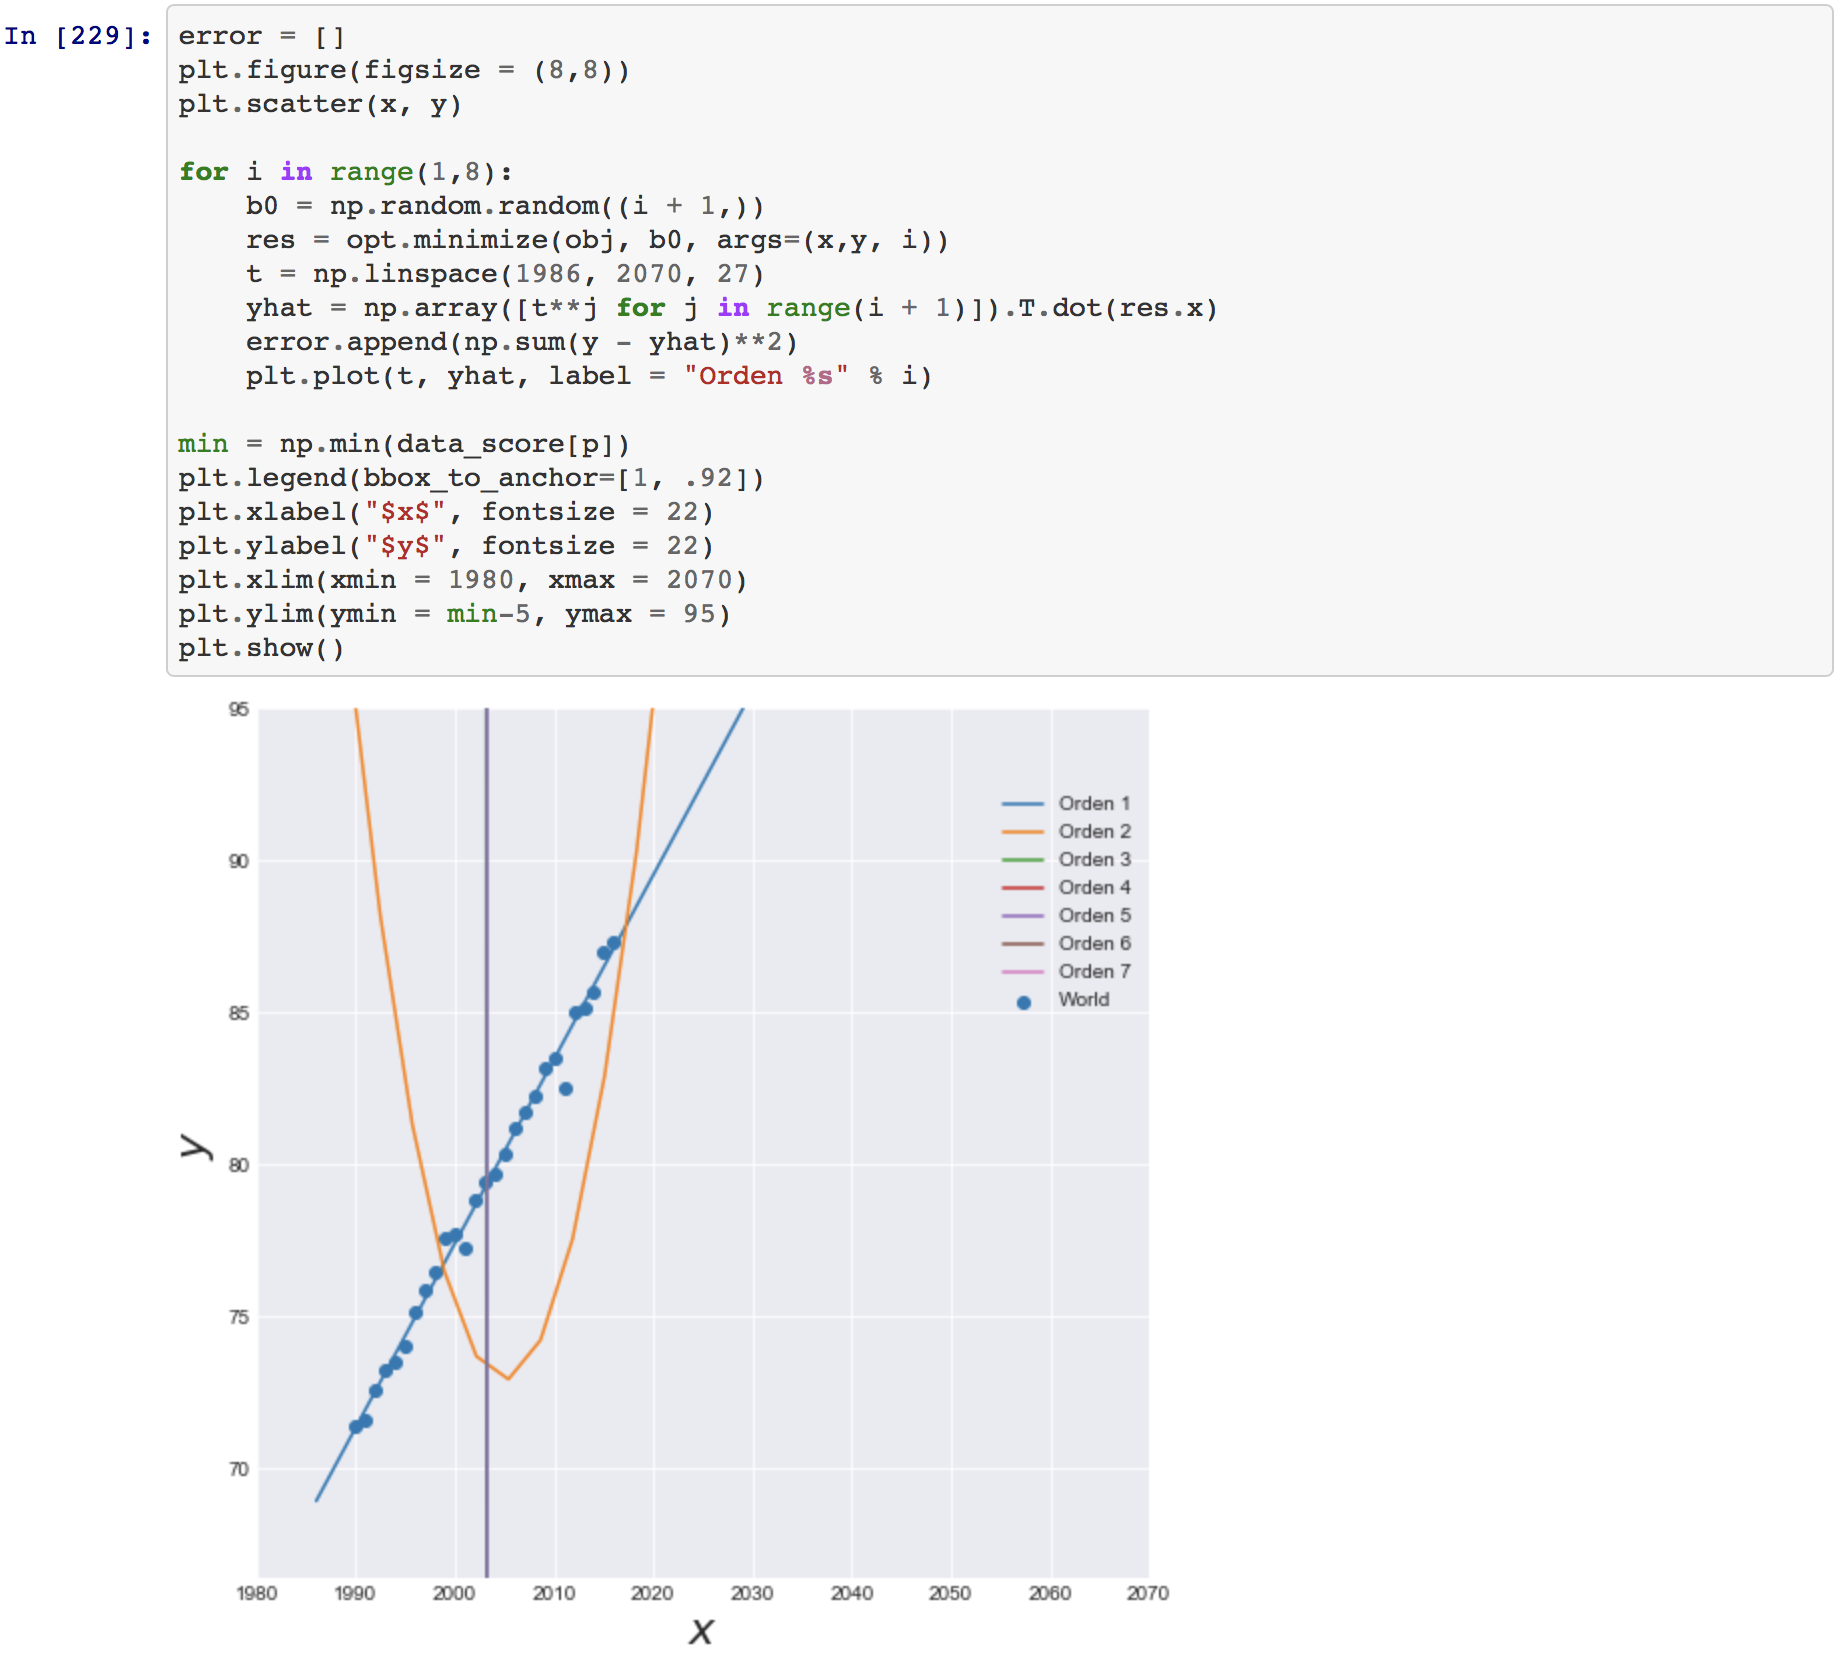 In [229]:
error = []
plt.figure(figsize = (8,8))
plt.scatter(x, y)
for i in range(1,8):
    b0 = np.random.random((i + 1,))
    res = opt.minimize(obj, b0, args=(x,y, i))
    t = np.linspace(1986, 2070, 27)
    yhat = np.array([t**j for j in range(i + 1)]).T.dot(res.x)
    error.append(np.sum(y - yhat)**2)
    plt.plot(t, yhat, label = "Orden %s" % i)
min = np.min(data_score[p])
plt.legend(bbox_to_anchor=[1, .92])
plt.xlabel("$x$", fontsize = 22)
plt.ylabel("$y$", fontsize = 22)
plt.xlim(xmin = 1980, xmax = 2070)
plt.ylim(ymin = min-5, ymax = 95)
plt.show()
95
90
85
80
75
70
y
Orden 1
Orden 2
Orden 3
Orden 4
Orden 5
Orden 6
Orden 7
World
1980 1990 2000 2010 2020 2030 2040 2050 2060 2070
x